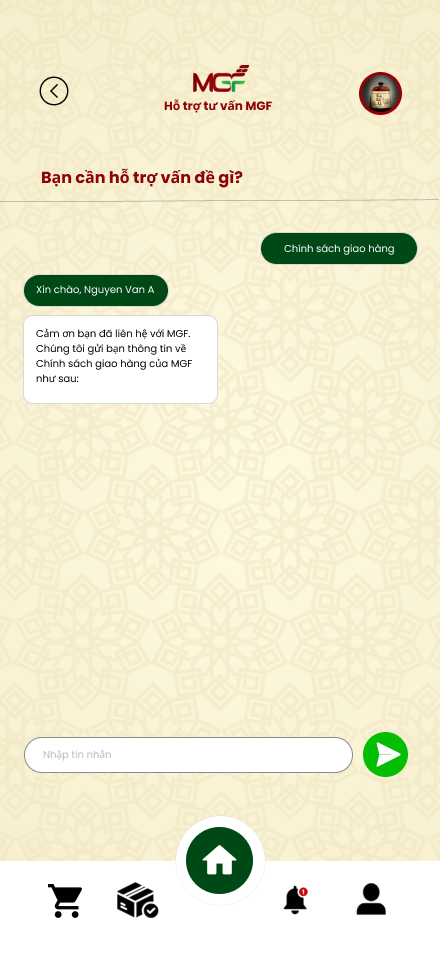 MGF
Hỗ trợ tư vấn MGF
Bạn cần hỗ trợ vấn đề gì?
Chính sách giao hàng
Xin chào, Nguyen Van A
Cảm ơn bạn đã liên hệ với MGF.
Chúng tôi gửi bạn thông tin về
Chính sách giao hàng của MGF
như sau:
Nhập tin nhắn
1